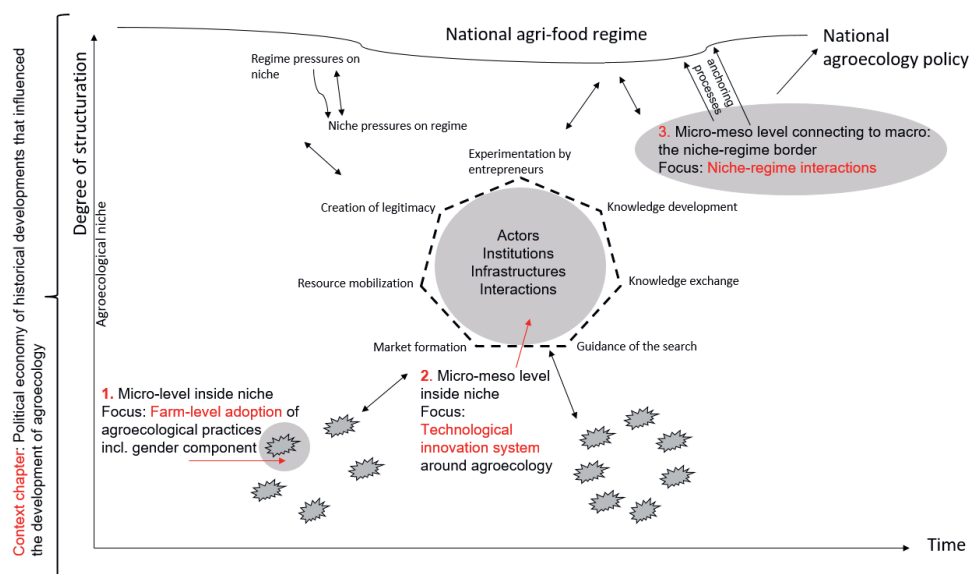 Context chapter: Political economy of historical developments that influenced
the development of agroecology
Degree of structuration
Agroecological niche
National agri-food regime
National
agroecology policy
Regime pressures on
niche
Niche pressures on regime
anchoring
processes
3. Micro-meso level connecting to macro:
the niche-regime border
Focus: Niche-regime interactions
Experimentation by
entrepreneurs
Creation of legitimacy
Knowledge development
Actors
Institutions
Infrastructures
Interactions
Resource mobilization
Knowledge exchange
Market formation
Guidance of the search
1. Micro-level inside niche
Focus: Farm-level adoption of
agroecological practices
incl. gender component
2. Micro-meso level
inside niche
Focus:
Technological
innovation system
around agroecology
Time